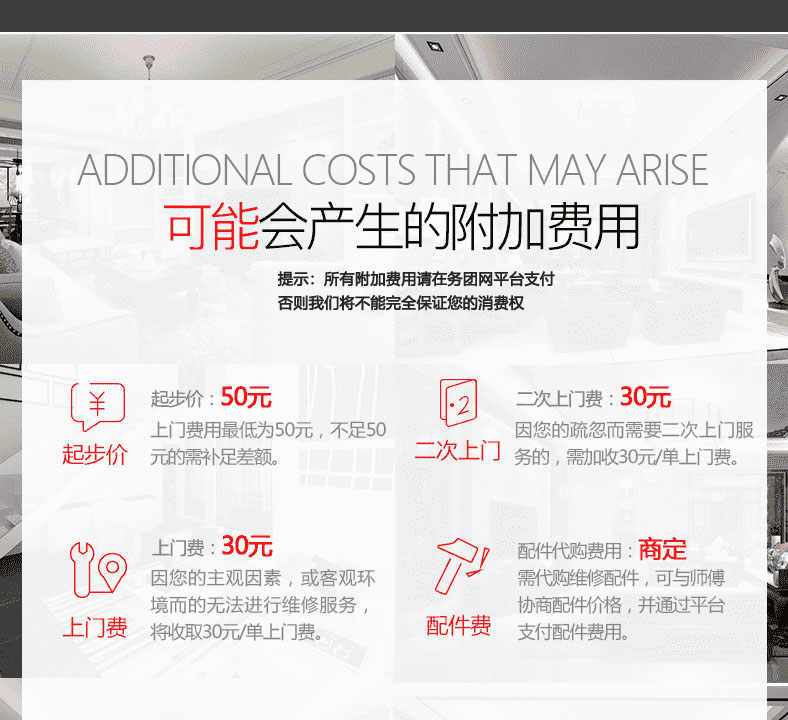 ADDITIONAL COSTS THAT MAY ARISE
可能会产生的附加费用
提示：所有附加费用请在务团网平台支付
否则我们将不能完全保证您的消费权
¥
起步价
起步价：50元
上门费用最低为50元，不足50
元的需补足差额。
2
二次上门
二次上门费：30元
因您的疏忽而需要二次上门服
务的，需加收30元/单上门费。
上门费
上门费：30元
因您的主观因素，或客观环
境而的无法进行维修服务，
将收取30元/单上门费。
配件费
配件代购费用：商定
需代购维修配件，可与师傅
协商配件价格，并通过平台
支付配件费用。